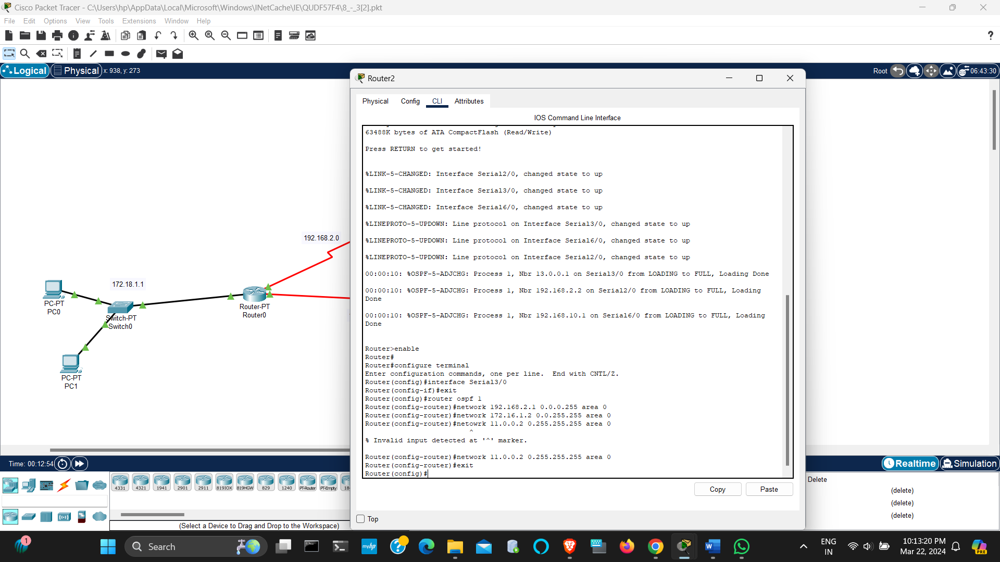 Cisco Packet Tracer - C:\Users\hp\AppData\Local\Microsoft\Windows\INetCache\IE\QUDF57F4\8_-_3[2].pkt
File Edit Options View Tools Extensions Window Help
?
Logical Physical x: 938, y: 273
Root 06:43:30
192.168.2.0
172.18.1.1
PC-PT
PC0
Switch-PT
Switch0
Router-PT
Router0
PC-PT
PC1
Router2
Physical Config CLI Attributes
IOS Command Line Interface
63488K bytes of ATA CompactFlash (Read/Write)
Press RETURN to get started!
%LINK-5-CHANGED: Interface Serial2/0, changed state to up
%LINK-5-CHANGED: Interface Serial3/0, changed state to up
%LINK-5-CHANGED: Interface Serial6/0, changed state to up
%LINEPROTO-5-UPDOWN: Line protocol on Interface Serial3/0, changed state to up
%LINEPROTO-5-UPDOWN: Line protocol on Interface Serial6/0, changed state to up
%LINEPROTO-5-UPDOWN: Line protocol on Interface Serial2/0, changed state to up
00:00:10: %OSPF-5-ADJCHG: Process 1, Nbr 13.0.0.1 on Serial3/0 from LOADING to FULL, Loading Done
00:00:10: %OSPF-5-ADJCHG: Process 1, Nbr 192.168.2.2 on Serial2/0 from LOADING to FULL, Loading
Done
00:00:10: %OSPF-5-ADJCHG: Process 1, Nbr 192.168.10.1 on Serial6/0 from LOADING to FULL, Loading
Done
Router>enable
Router#
Router#configure terminal
Enter configuration commands, one per line.  End with CNTL/Z.
Router(config)#interface Serial3/0
Router(config-if)#exit
Router(config)#router ospf 1
Router(config-router)#network 192.168.2.1 0.0.0.255 area 0
Router(config-router)#network 172.16.1.2 0.0.255.255 area 0
Router(config-router)#netowrk 11.0.0.2 0.255.255.255 area 0
^
% Invalid input detected at '^' marker.
Router(config-router)#network 11.0.0.2 0.255.255.255 area 0
Router(config-router)#exit
Router(config)#
Copy Paste
Top
Time: 00:12:54
Realtime Simulation
4331 4321 1941 2901 2911 819IOX 819HGW 829 1240 PT-Router PT-Empty 18
(Select a Device to Drag and Drop to the Workspace)
Delete
(delete)
(delete)
(delete)
1
Search
myhp
ENG
IN
10:13:20 PM
Mar 22, 2024
PRE